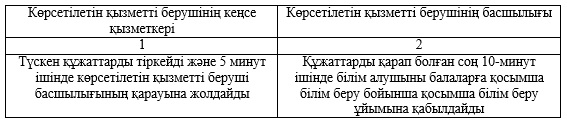 Көрсетілетін қызметті берушінің кеңсе
қызметкері
Көрсетілетін қызметті берушінің басшылығы
1
2
Түскен құжаттарды тіркейді және 5 минут
ішінде көрсетілетін қызметті беруші
басшылығының қарауына жолдайды
Құжаттарды қарап болған соң 10-минут
ішінде білім алушыны балаларға қосымша
білім беру бойынша қосымша білім беру
ұйымына қабылдайды